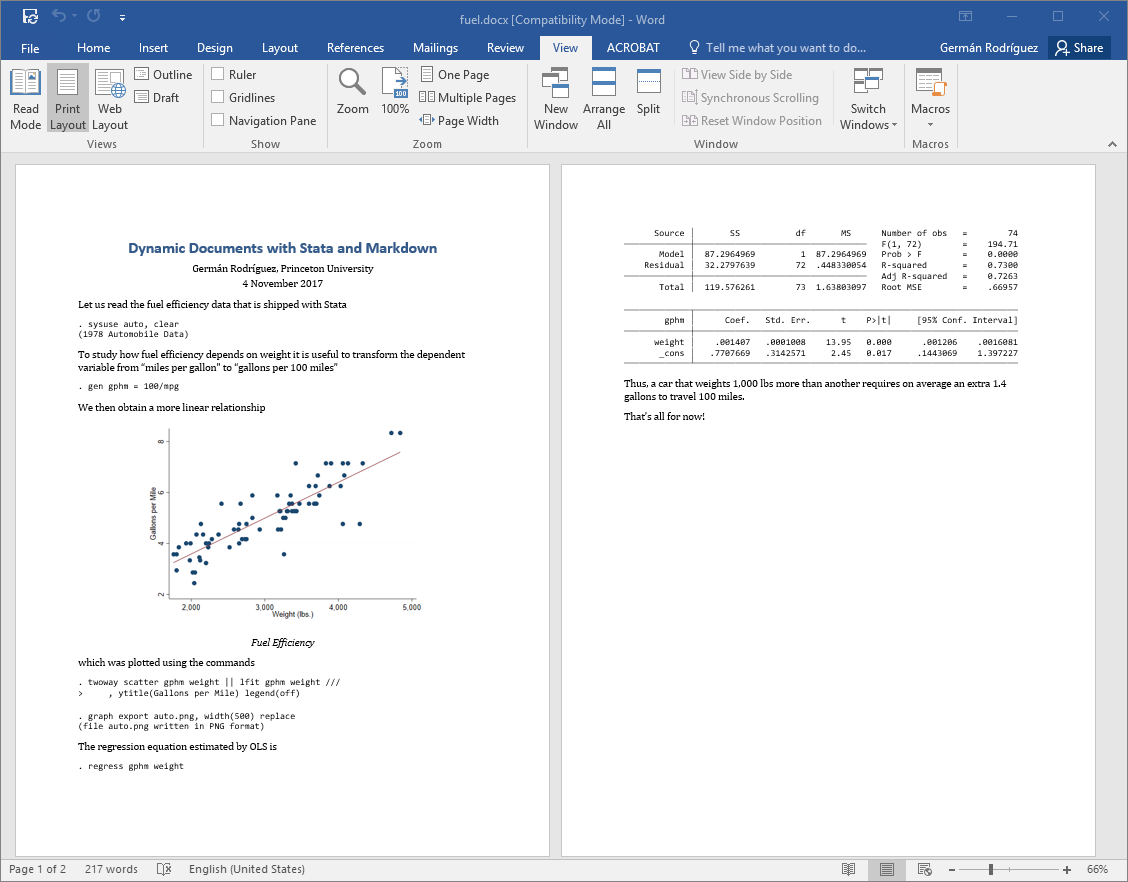 fuel.docx [Compatibility Mode] - Word
File Home Insert Design Layout References Mailings Review View ACROBAT Tell me what you want to do... Germán Rodríguez Share
Read Mode
Print Layout
Web Layout
Outline
Draft
Views
Ruler
Gridlines
Navigation Pane
Show
Zoom
100
100%
One Page
Multiple Pages
Page Width
Zoom
New Window
Arrange All
Split
View Side by Side
Synchronous Scrolling
Reset Window Position
Window
Switch Windows
Macros
Macros
Dynamic Documents with Stata and Markdown
Germán Rodríguez, Princeton University
4 November 2017
Let us read the fuel efficiency data that is shipped with Stata
. sysuse auto, clear
(1978 Automobile Data)
To study how fuel efficiency depends on weight it is useful to transform the dependent
variable from “miles per gallon” to “gallons per 100 miles”
. gen gphm = 100/mpg
We then obtain a more linear relationship
8
6
4
2
Gallons per Mile
2,000 3,000 4,000 5,000
Weight (lbs.)
Fuel Efficiency
which was plotted using the commands
. twoway scatter gphm weight || lfit gphm weight ///
> , ytitle(Gallons per Mile) legend(off)
. graph export auto.png, width(500) replace
(file auto.png written in PNG format)
The regression equation estimated by OLS is
. regress gphm weight
Source | SS df MS Number of obs = 74
F(1, 72) = 194.71
Model | 87.2964969 1 87.2964969 Prob > F = 0.0000
Residual | 32.2797639 72 .448330054 R-squared = 0.7300
Adj R-squared = 0.7263
Total | 119.576261 73 1.63803097 Root MSE = .66957
gphm | Coef. Std. Err. t P>|t| [95% Conf. Interval]
weight | .001407 .0001008 13.95 0.000 .001206 .0016081
_cons | .7707669 .3142571 2.45 0.017 .1443069 1.397227
Thus, a car that weights 1,000 lbs more than another requires on average an extra 1.4
gallons to travel 100 miles.
That's all for now!
Page 1 of 2 217 words English (United States) 66%